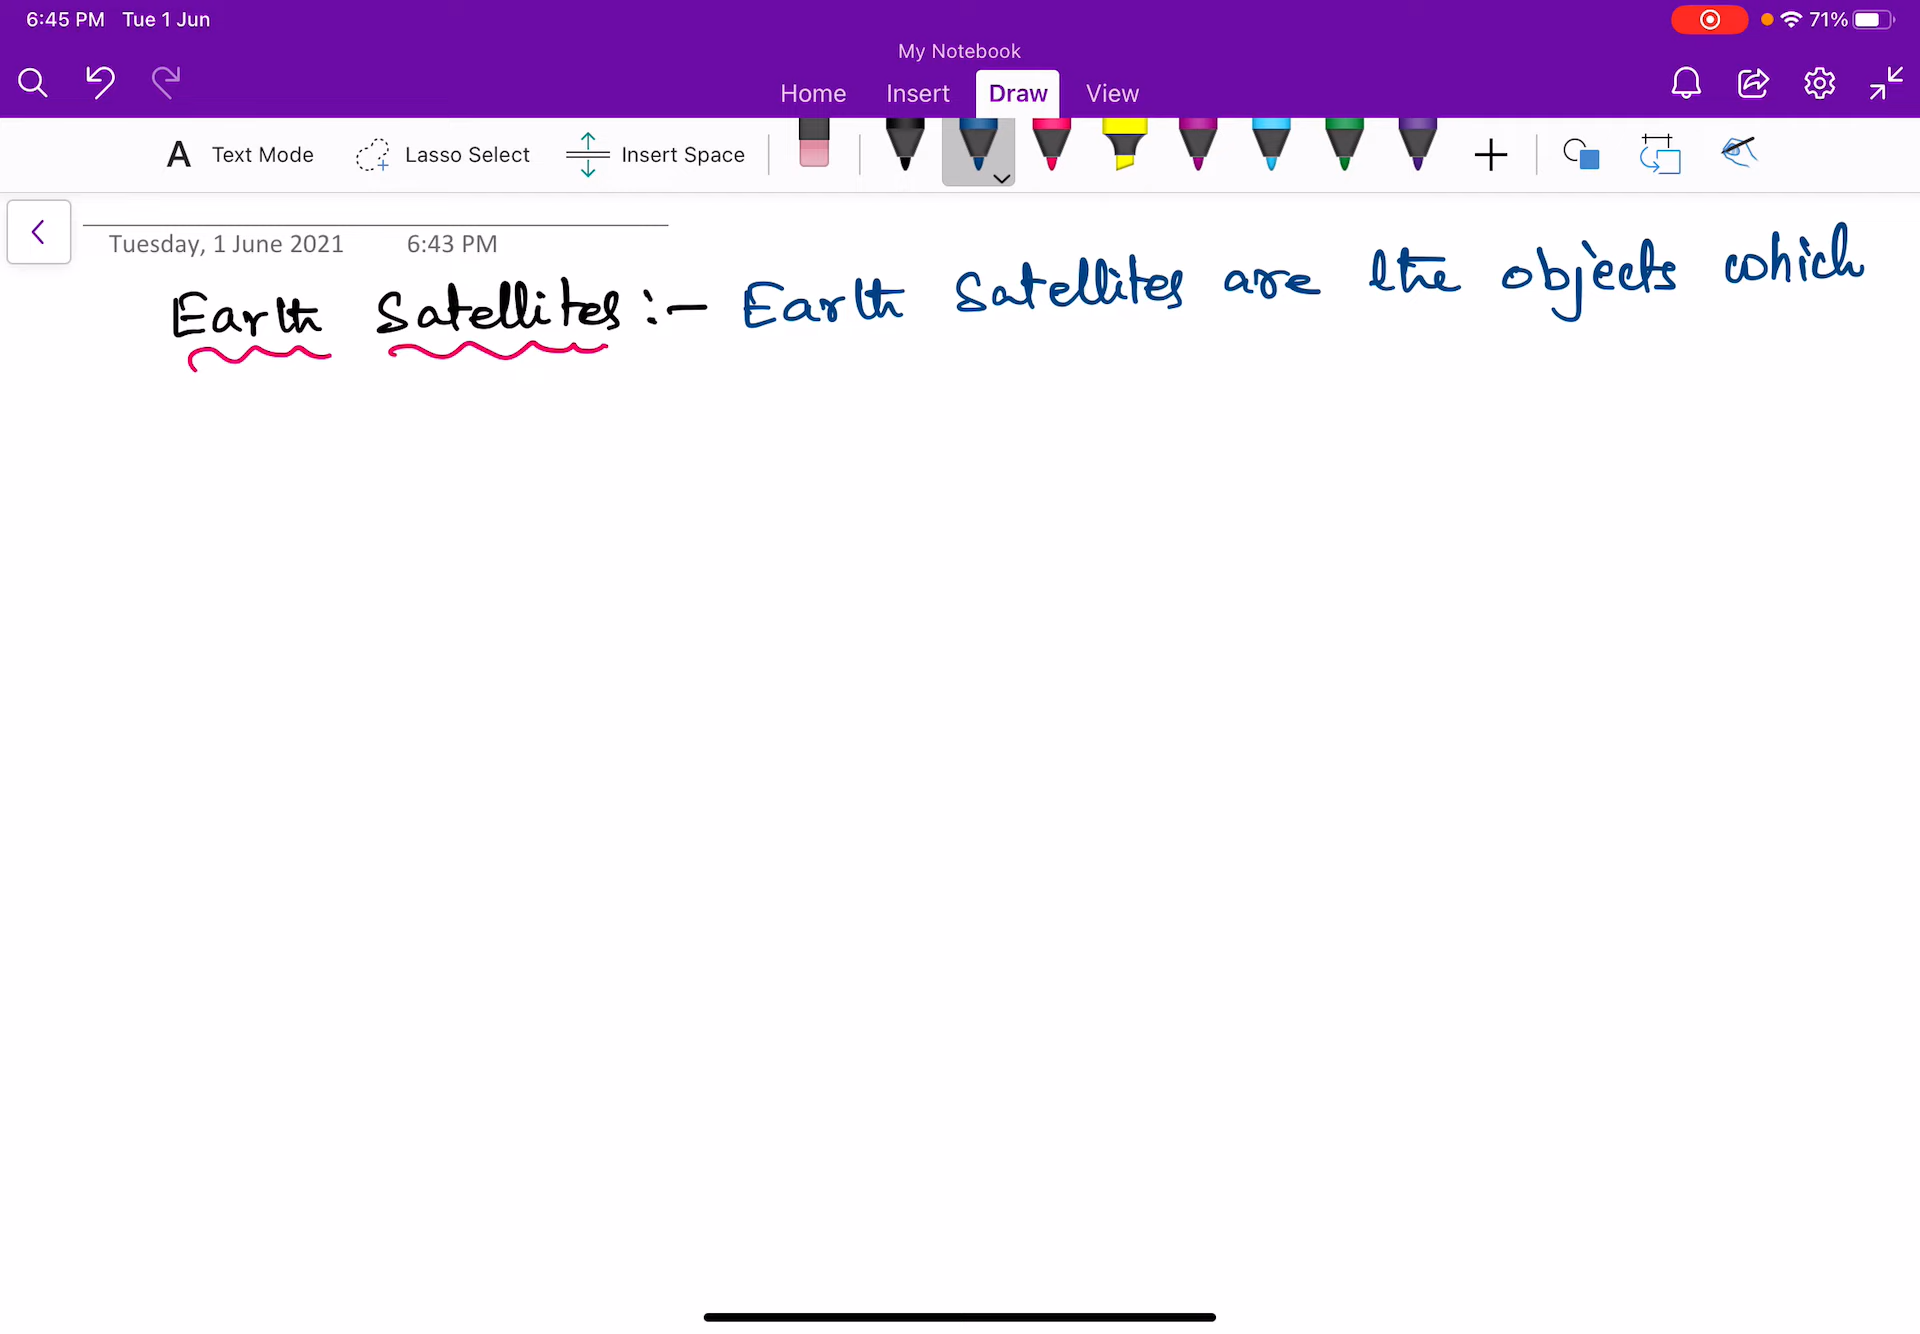 6:45 PM Tue 1 Jun 71%
My Notebook
Home Insert Draw View
A Text Mode Lasso Select Insert Space
Tuesday, 1 June 2021 6:43 PM
Earth Satellites :- Earth Satellites are the objects which